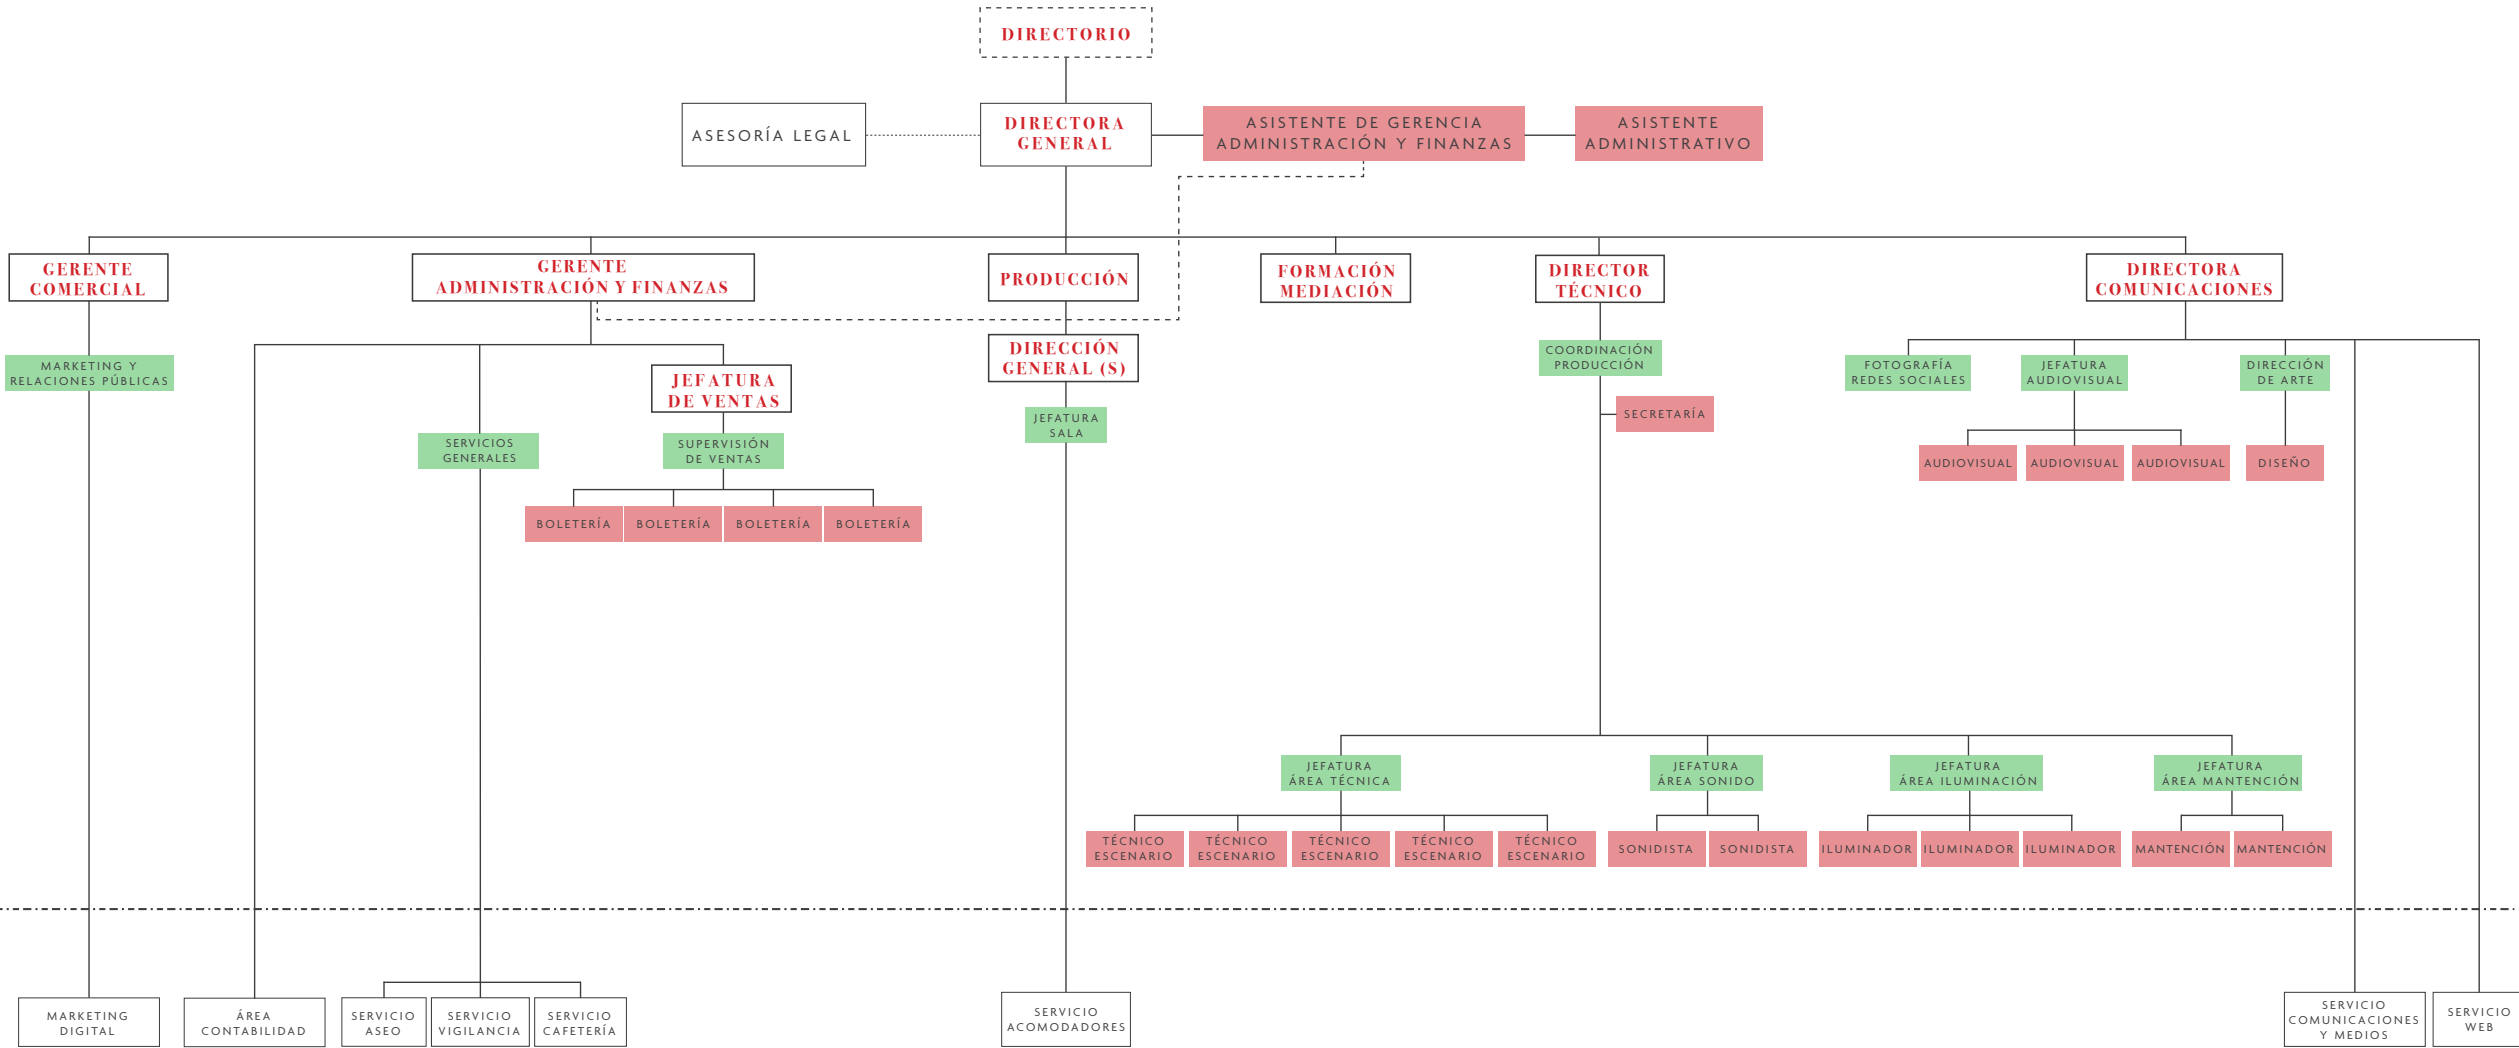 DIRECTORIO
ASESORÍA LEGAL
DIRECTORA
GENERAL
ASISTENTE DE GERENCIA
ADMINISTRACIÓN Y FINANZAS
ASISTENTE
ADMINISTRATIVO
GERENTE
COMERCIAL
GERENTE
ADMINISTRACIÓN Y FINANZAS
PRODUCCIÓN
FORMACIÓN
MEDIACIÓN
DIRECTOR
TÉCNICO
DIRECTORA
COMUNICACIONES
MARKETING Y
RELACIONES PÚBLICAS
JEFATURA
DE VENTAS
DIRECCIÓN
GENERAL (S)
COORDINACIÓN
PRODUCCIÓN
FOTOGRAFÍA
REDES SOCIALES
JEFATURA
AUDIOVISUAL
DIRECCIÓN
DE ARTE
SERVICIOS
GENERALES
SUPERVISIÓN
DE VENTAS
JEFATURA
SALA
SECRETARÍA
AUDIOVISUAL
AUDIOVISUAL
AUDIOVISUAL
DISEÑO
BOLETERÍA
BOLETERÍA
BOLETERÍA
BOLETERÍA
JEFATURA
ÁREA TÉCNICA
JEFATURA
ÁREA SONIDO
JEFATURA
ÁREA ILUMINACIÓN
JEFATURA
ÁREA MANTENCIÓN
TÉCNICO
ESCENARIO
TÉCNICO
ESCENARIO
TÉCNICO
ESCENARIO
TÉCNICO
ESCENARIO
TÉCNICO
ESCENARIO
SONIDISTA
SONIDISTA
ILUMINADOR
ILUMINADOR
ILUMINADOR
MANTENCIÓN
MANTENCIÓN
MARKETING
DIGITAL
ÁREA
CONTABILIDAD
SERVICIO
ASEO
SERVICIO
VIGILANCIA
SERVICIO
CAFETERÍA
SERVICIO
ACOMODADORES
SERVICIO
COMUNICACIONES
Y MEDIOS
SERVICIO
WEB